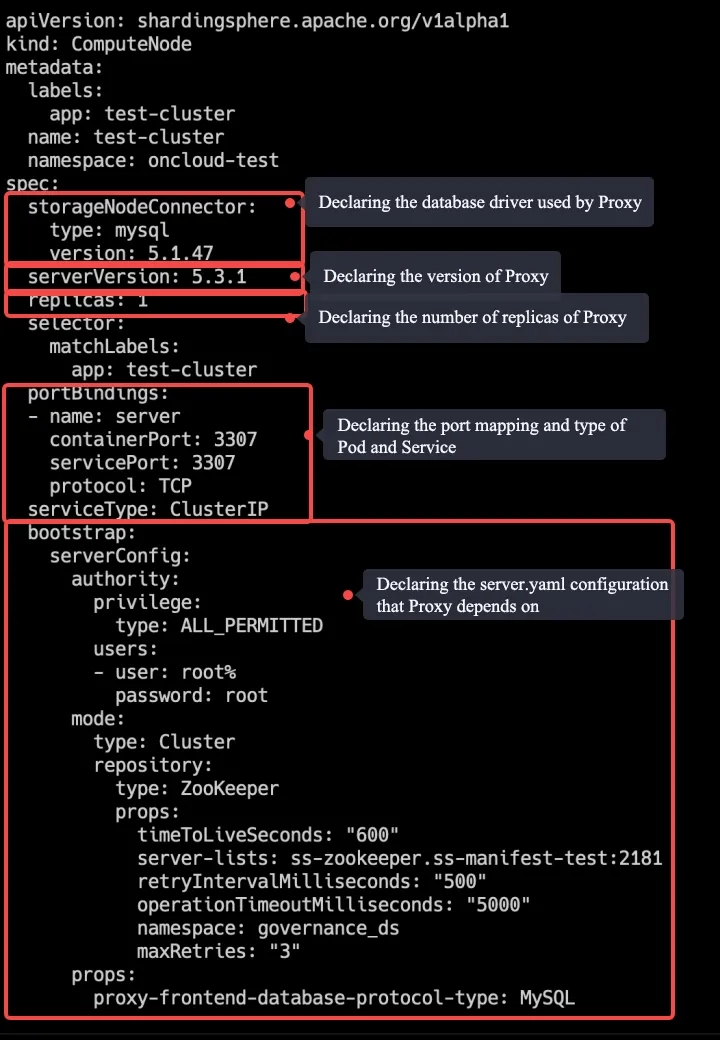 apiVersion: shardingsphere.apache.org/v1alpha1
kind: ComputeNode
metadata:
  labels:
    app: test-cluster
  name: test-cluster
  namespace: oncloud-test
spec:
  storageNodeConnector:
Declaring the database driver used by Proxy
    type: mysql
    version: 5.1.47
  serverVersion: 5.3.1
Declaring the version of Proxy
  replicas: 1
Declaring the number of replicas of Proxy
  selector:
    matchLabels:
      app: test-cluster
  portBindings:
  - name: server
    containerPort: 3307
    servicePort: 3307
    protocol: TCP
  serviceType: ClusterIP
Declaring the port mapping and type of
Pod and Service
  bootstrap:
    serverConfig:
      authority:
        privilege:
          type: ALL_PERMITTED
Declaring the server.yaml configuration
that Proxy depends on
        users:
        - user: root%
          password: root
      mode:
        type: Cluster
        repository:
          type: ZooKeeper
          props:
            timeToLiveSeconds: "600"
            server-lists: ss-zookeeper.ss-manifest-test:2181
            retryIntervalMilliseconds: "500"
            operationTimeoutMilliseconds: "5000"
            namespace: governance_ds
            maxRetries: "3"
      props:
        proxy-frontend-database-protocol-type: MySQL